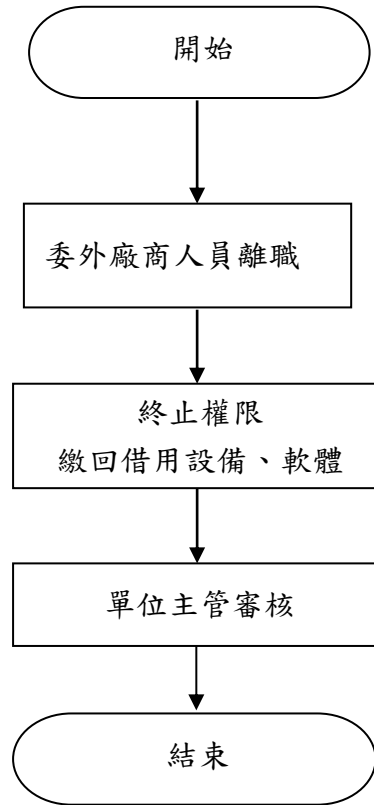 開始
委外廠商人員離職
終止權限
繳回借用設備、軟體
單位主管審核
結束